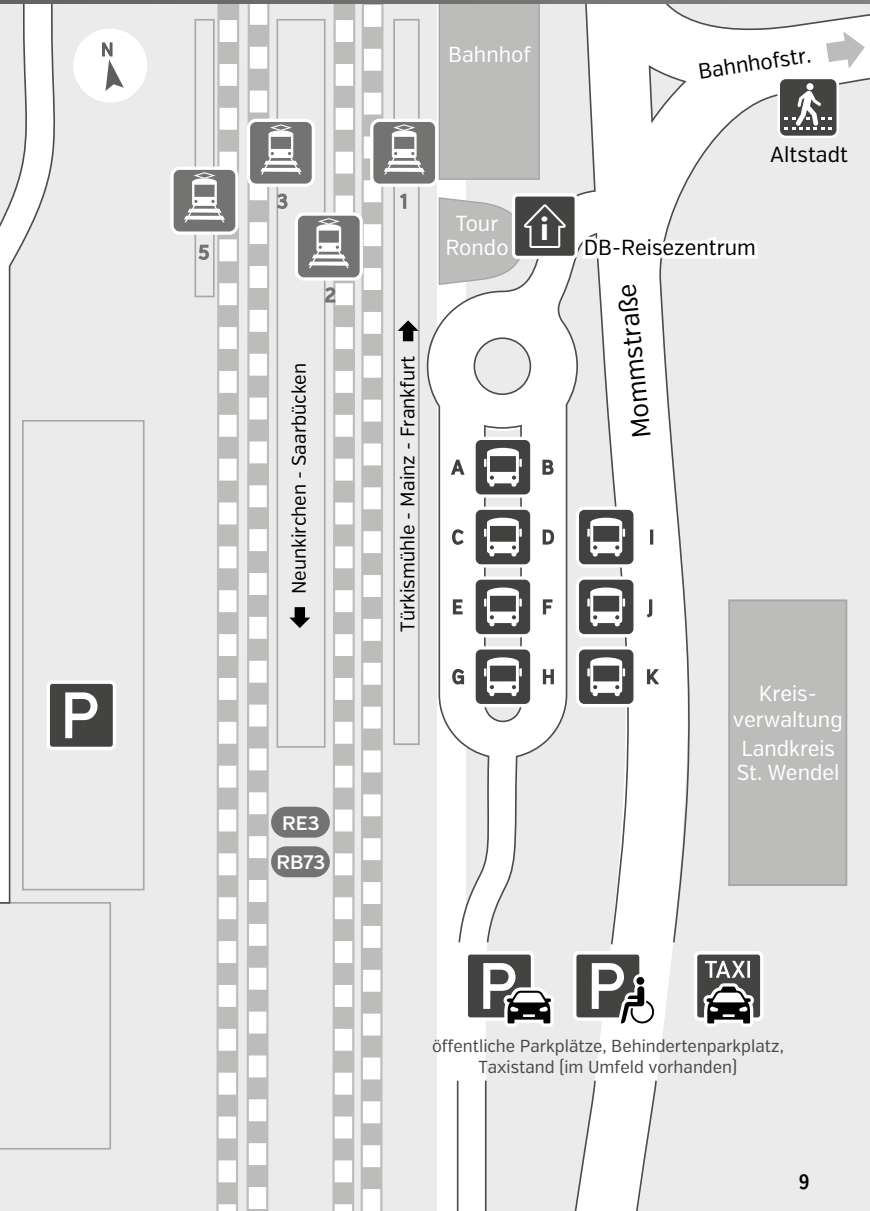 N
Bahnhof
Bahnhofstr.
Altstadt
3
1
5
2
Tour
Rondo
DB-Reisezentrum
Mommstraße
Neunkirchen - Saarbücken
Türkismühle - Mainz - Frankfurt
A
B
C
D
I
E
F
J
G
H
K
P
Kreis-
verwaltung
Landkreis
St. Wendel
RE3
RB73
P
P
TAXI
öffentliche Parkplätze, Behindertenparkplatz,
Taxistand (im Umfeld vorhanden)
9